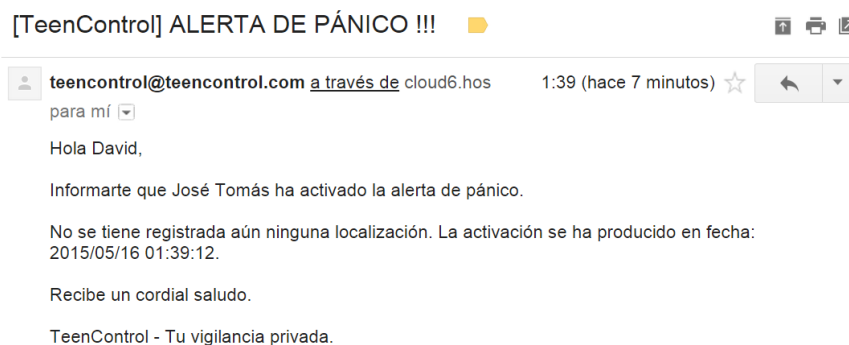 [TeenControl] ALERTA DE PÁNICO !!!
teencontrol@teencontrol.com a través de cloud6.hos 1:39 (hace 7 minutos)
para mí
Hola David,
Informarte que José Tomás ha activado la alerta de pánico.
No se tiene registrada aún ninguna localización. La activación se ha producido en fecha:
2015/05/16 01:39:12.
Recibe un cordial saludo.
TeenControl - Tu vigilancia privada.